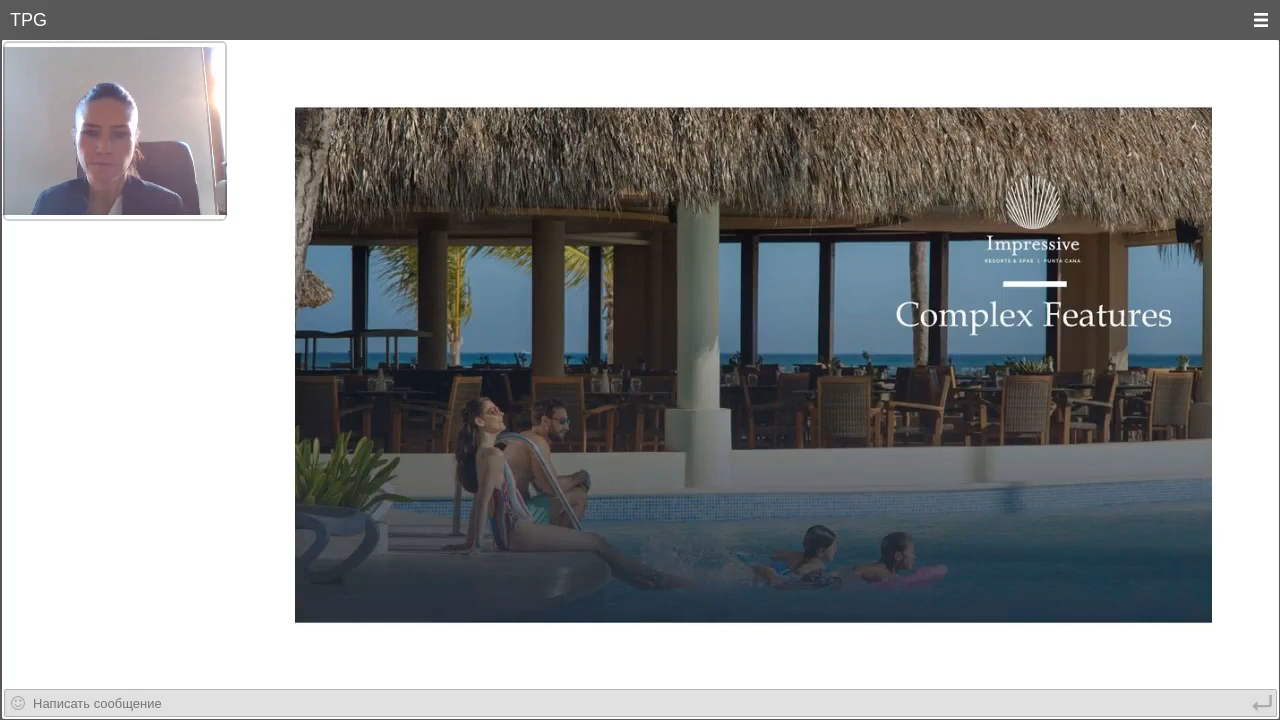 TPG
Impressive
RESORTS & SPAS | PUNTA CANA
Complex Features
Написать сообщение